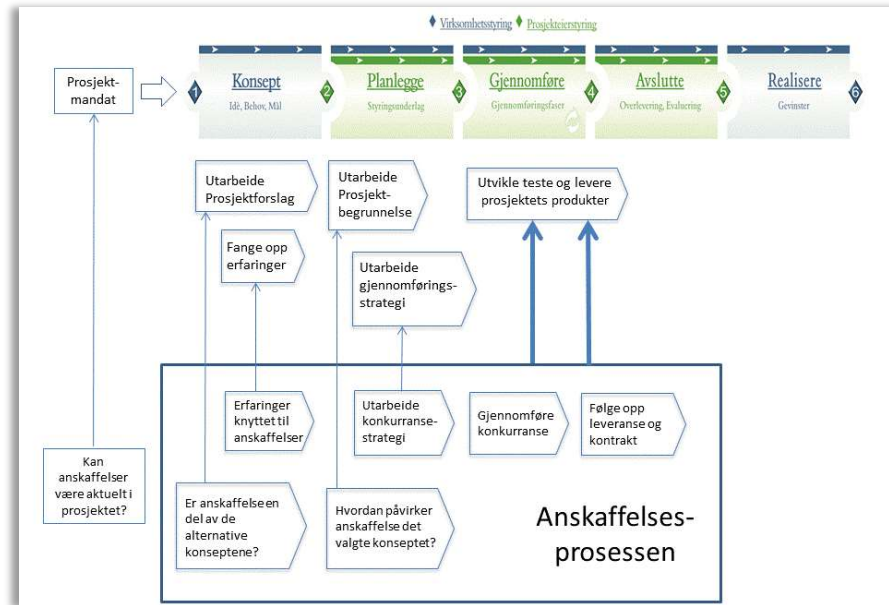 Virksomhetsstyring Prosjekteierstyring
Prosjekt-
mandat
1
Konsept
Idè, Behov, Mål
2
Planlegge
Styringsunderlag
3
Gjennomføre
Gjennomføringsfaser
4
Avslutte
Overlevering, Evaluering
5
Realisere
Gevinster
6
Utarbeide
Prosjektforslag
Utarbeide
Prosjekt-
begrunnelse
Utvikle teste og levere
prosjektets produkter
Fange opp
erfaringer
Utarbeide
gjennomførings-
strategi
Erfaringer
knyttet til
anskaffelser
Utarbeide
konkurranse-
strategi
Gjennomføre
konkurranse
Følge opp
leveranse og
kontrakt
Kan
anskaffelser
være aktuelt i
prosjektet?
Er anskaffelse en
del av de
alternative
konseptene?
Hvordan påvirker
anskaffelse det
valgte konseptet?
Anskaffelses-
prosessen